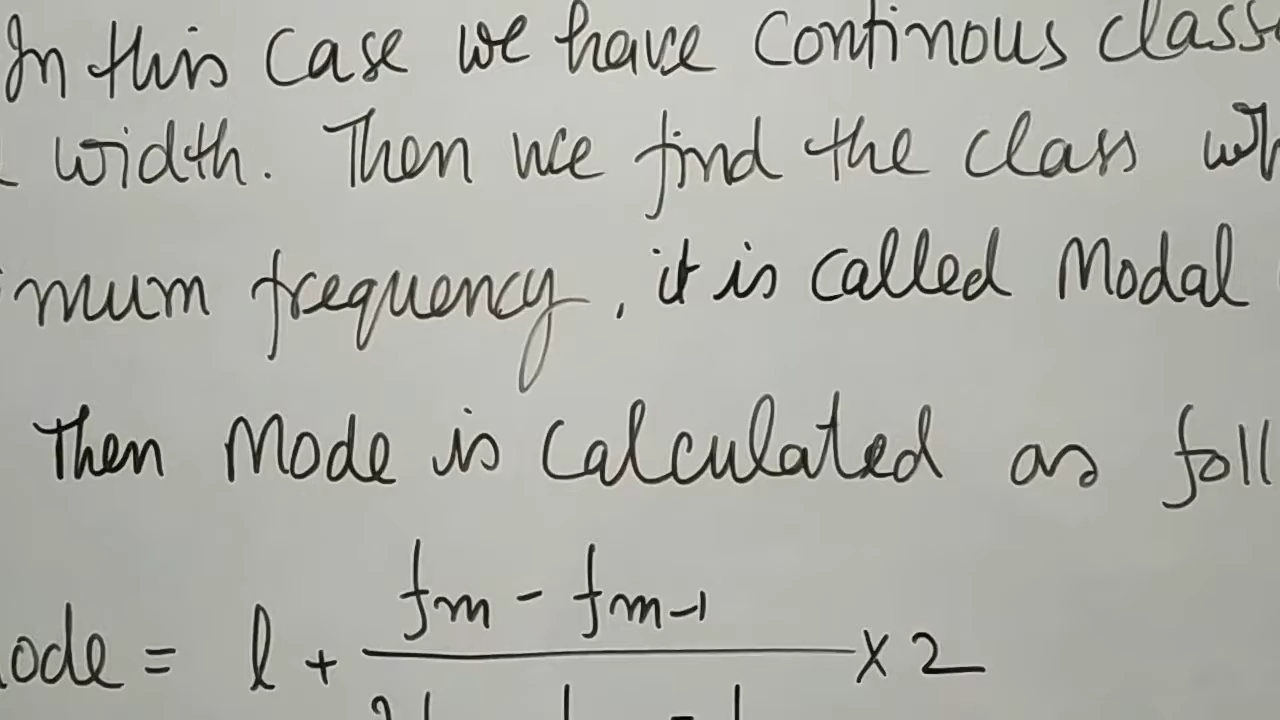 In this case we have continous class
width. Then we find the class
mum frequency, it is called Modal
Then Mode is calculated as foll
ode = l + fm - fm-1 / × 2